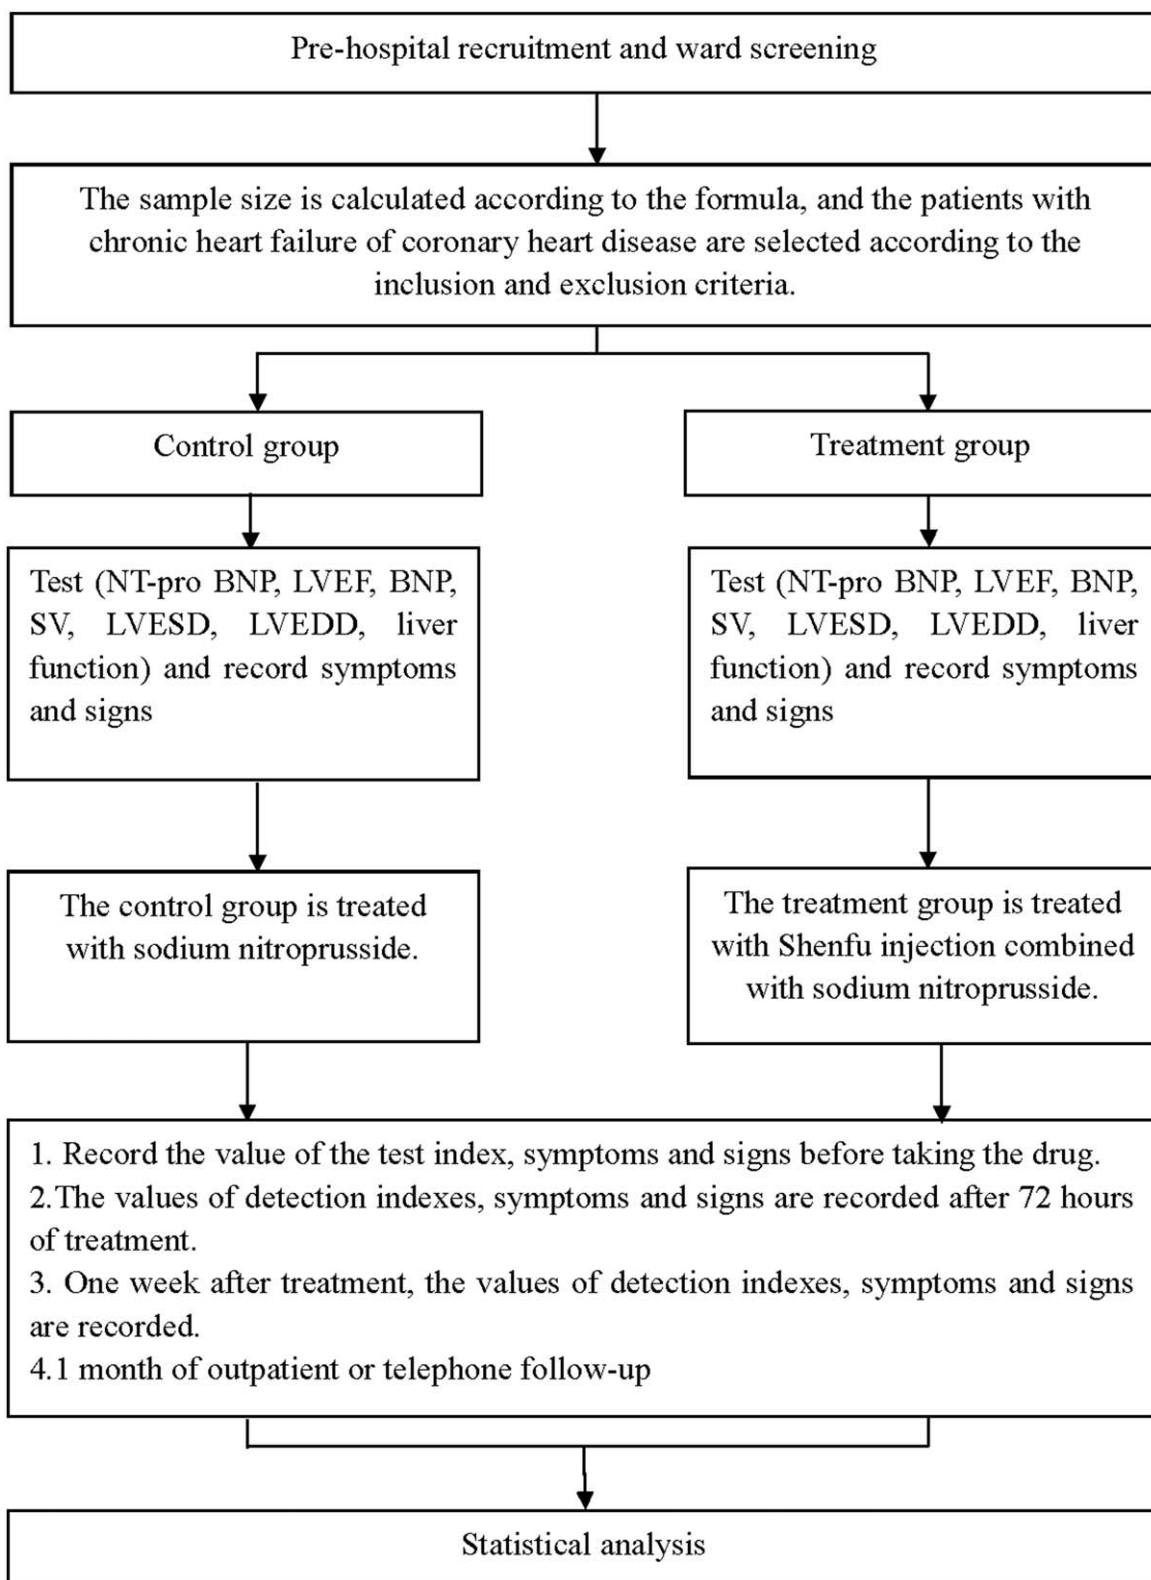 Pre-hospital recruitment and ward screening
The sample size is calculated according to the formula, and the patients with
chronic heart failure of coronary heart disease are selected according to the
inclusion and exclusion criteria.
Control group
Treatment group
Test (NT-pro BNP, LVEF, BNP,
SV, LVESD, LVEDD, liver
function) and record symptoms
and signs
Test (NT-pro BNP, LVEF, BNP,
SV, LVESD, LVEDD, liver
function) and record symptoms
and signs
The control group is treated
with sodium nitroprusside.
The treatment group is treated
with Shenfu injection combined
with sodium nitroprusside.
1. Record the value of the test index, symptoms and signs before taking the drug.
2.The values of detection indexes, symptoms and signs are recorded after 72 hours
of treatment.
3. One week after treatment, the values of detection indexes, symptoms and signs
are recorded.
4.1 month of outpatient or telephone follow-up
Statistical analysis